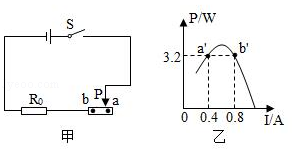 S
P
R₀ b a
甲
P/W
a' b'
3.2
0 0.4 0.8 I/A
乙